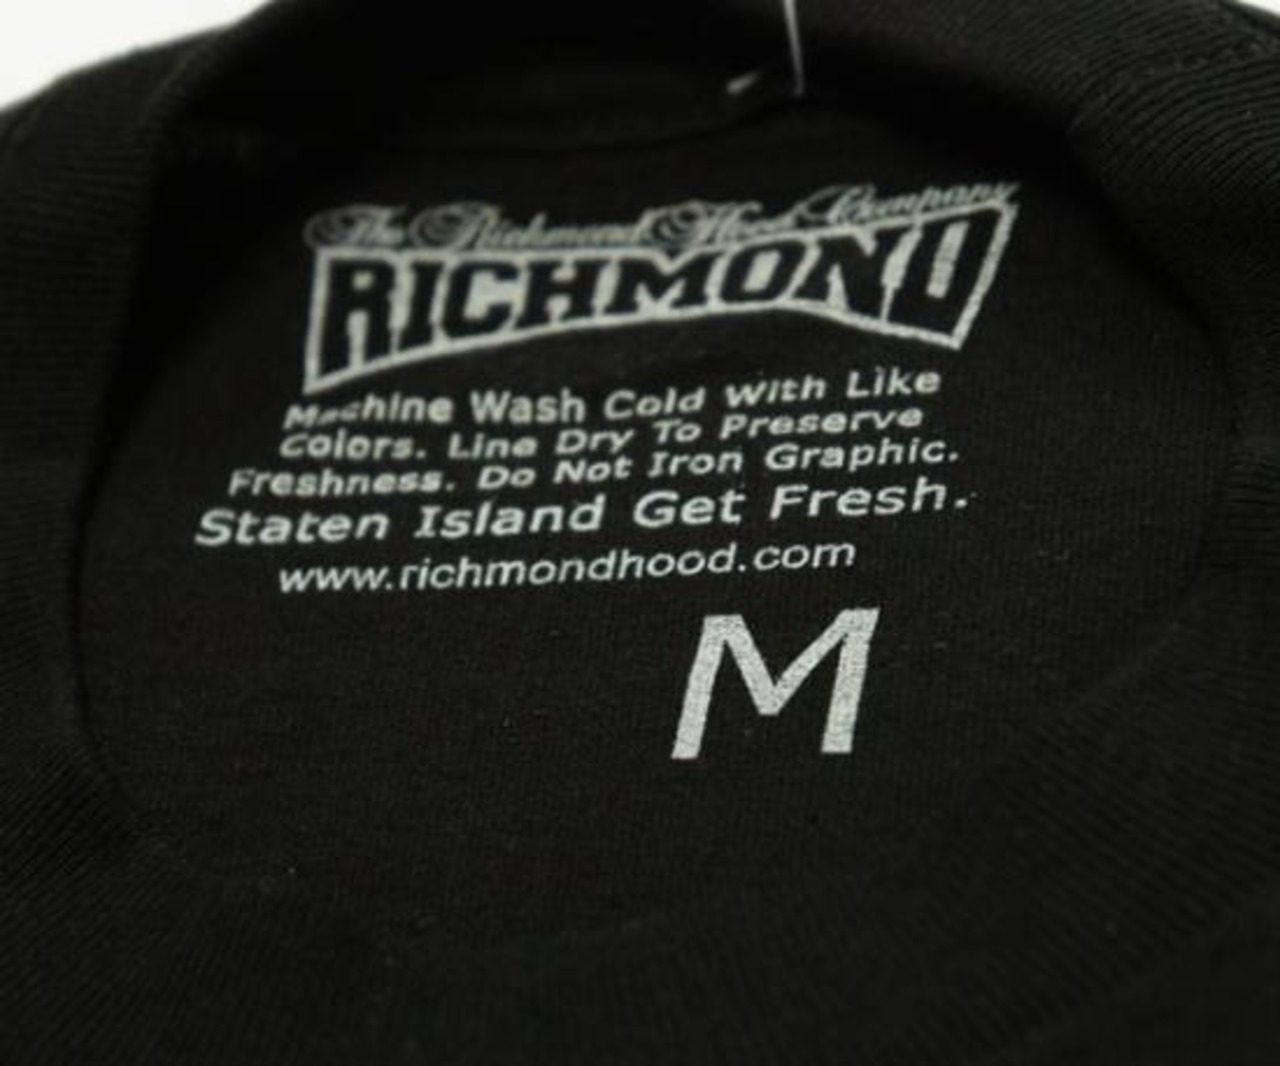 The Richmond Hood Company
RICHMOND
Machine Wash Cold With Like
Colors. Line Dry To Preserve
Freshness. Do Not Iron Graphic.
Staten Island Get Fresh.
www.richmondhood.com
M